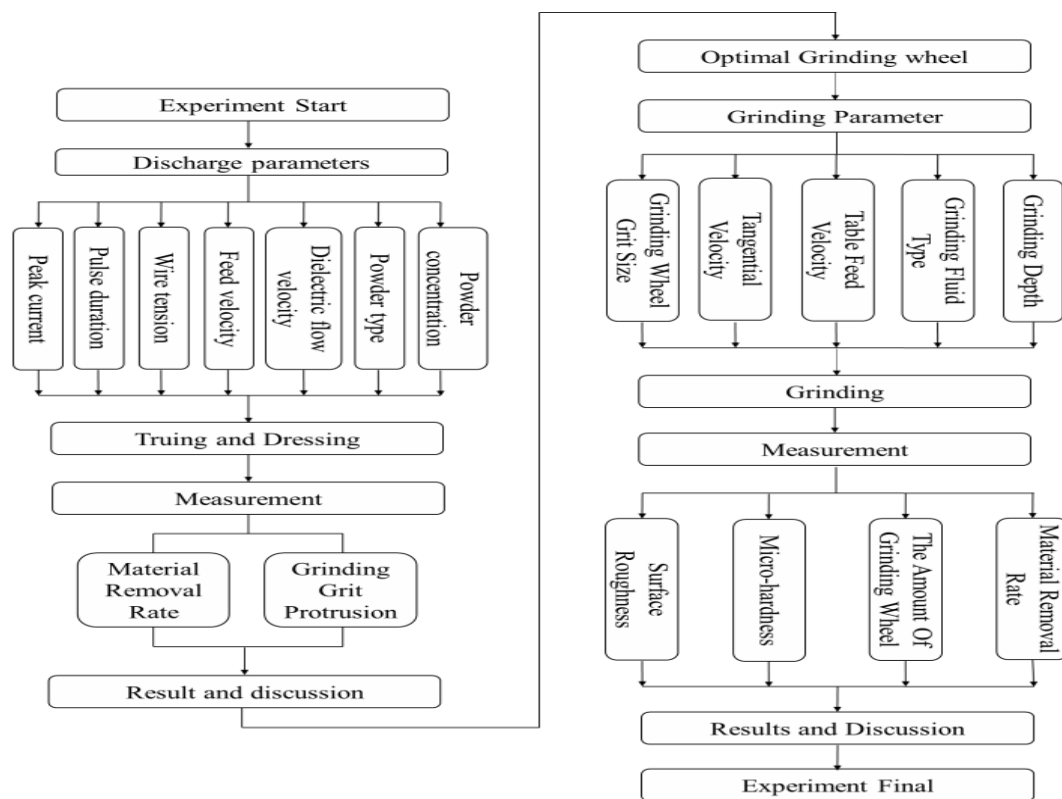 Experiment Start
Discharge parameters
Peak current
Pulse duration
Wire tension
Feed velocity
Dielectric flow
velocity
Powder type
Powder
concentration
Truing and Dressing
Measurement
Material
Removal
Rate
Grinding
Grit
Protrusion
Result and discussion
Optimal Grinding wheel
Grinding Parameter
Grinding Wheel
Grit Size
Tangential
Velocity
Table Feed
Velocity
Grinding Fluid
Type
Grinding Depth
Grinding
Measurement
Surface
Roughness
Micro-hardness
The Amount Of
Grinding Wheel
Material Removal
Rate
Results and Discussion
Experiment Final